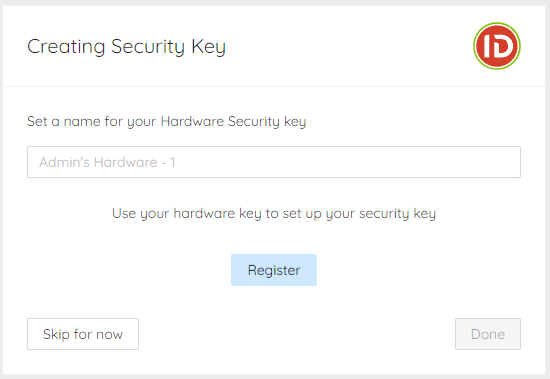 Creating Security Key
ID
Set a name for your Hardware Security key
Admin's Hardware - 1
Use your hardware key to set up your security key
Register
Skip for now
Done